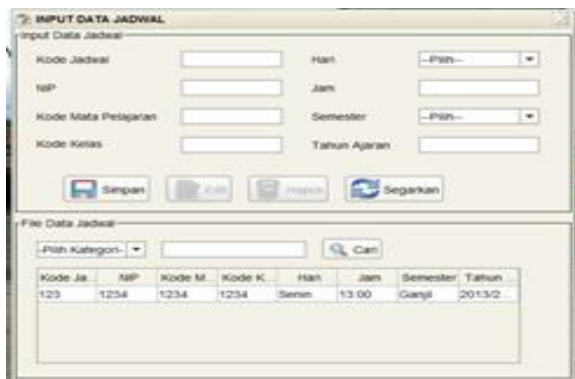 INPUT DATA JADWAL
Input Data Jadwal
Kode Jadwal Hari --Pilih--
NIP Jam
Kode Mata Pelajaran Semester --Pilih--
Kode Kelas Tahun Ajaran
Simpan Edit Hapus Segarkan
File Data Jadwal
-Pilih Kategori- Cari
Kode Ja... NIP Kode M... Kode K... Hari Jam Semester Tahun ...
123 1234 1234 1234 Senin 13:00 Ganjil 2013/2...